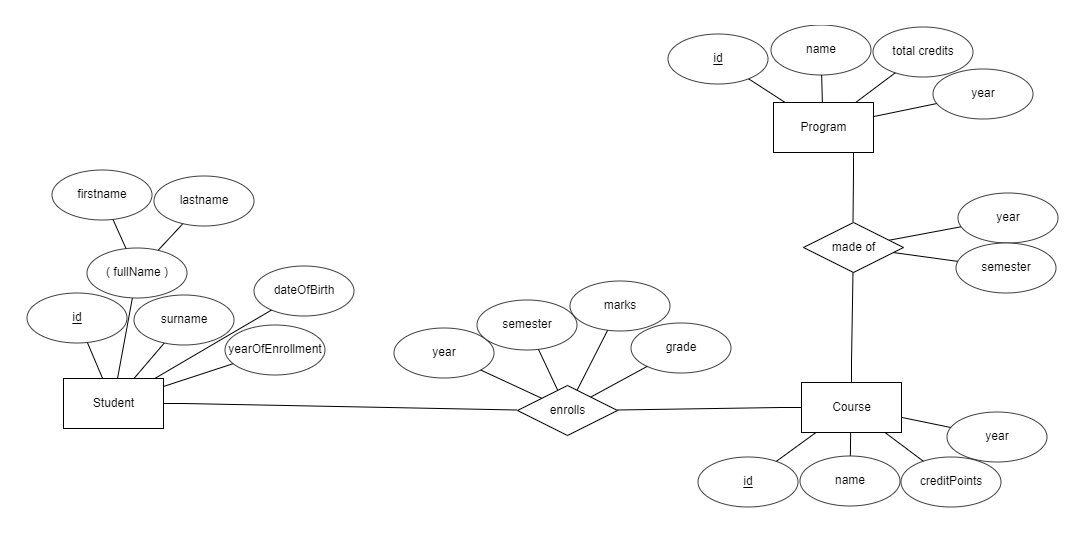 id
name
total credits
year
Program
firstname
lastname
( fullName )
id
surname
dateOfBirth
yearOfEnrollment
Student
year
semester
marks
grade
enrolls
year
made of
semester
Course
year
id
name
creditPoints